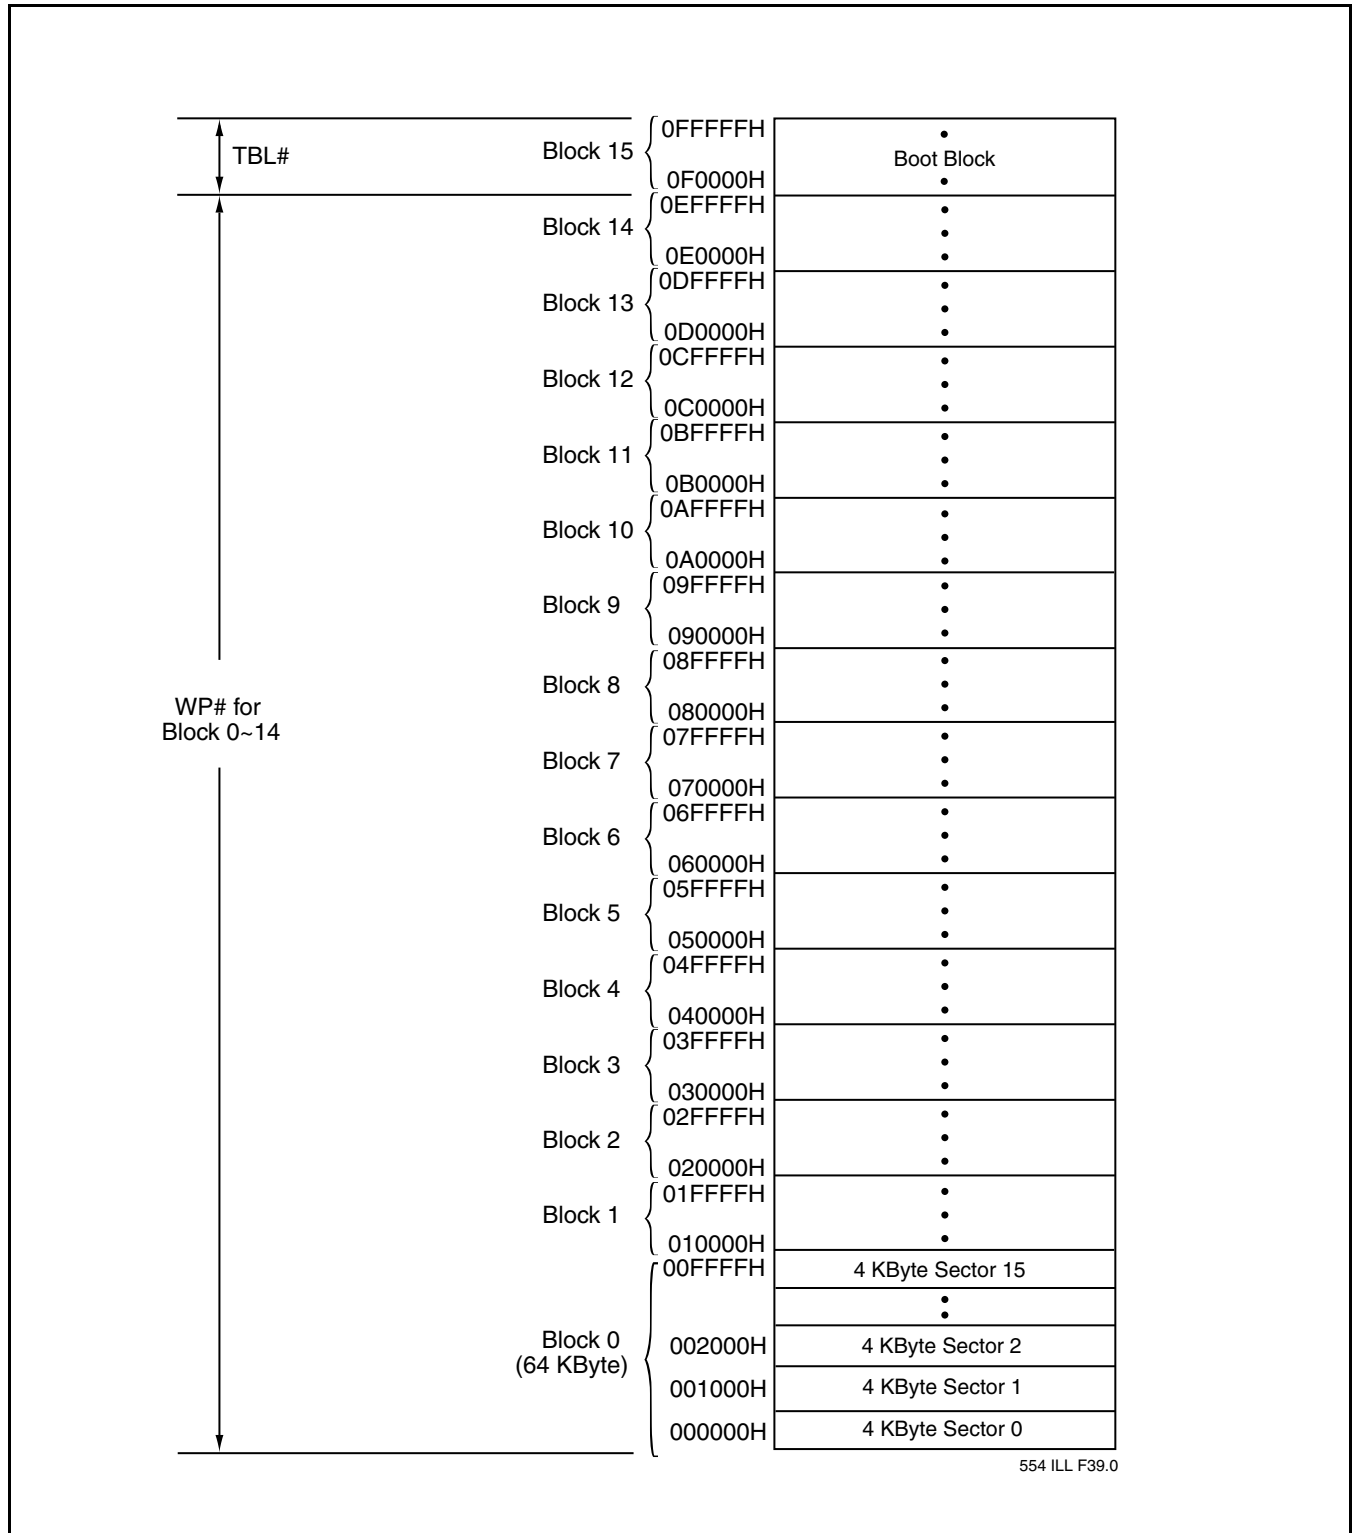 TBL#
Block 15
0FFFFFH
0F0000H
Boot Block
Block 14
0EFFFFH
0E0000H
Block 13
0DFFFFH
0D0000H
Block 12
0CFFFFH
0C0000H
Block 11
0BFFFFH
0B0000H
Block 10
0AFFFFH
0A0000H
Block 9
09FFFFH
090000H
Block 8
08FFFFH
080000H
WP# for
Block 0~14
Block 7
07FFFFH
070000H
Block 6
06FFFFH
060000H
Block 5
05FFFFH
050000H
Block 4
04FFFFH
040000H
Block 3
03FFFFH
030000H
Block 2
02FFFFH
020000H
Block 1
01FFFFH
010000H
Block 0
(64 KByte)
00FFFFH
4 KByte Sector 15
002000H
4 KByte Sector 2
001000H
4 KByte Sector 1
000000H
4 KByte Sector 0
554 ILL F39.0